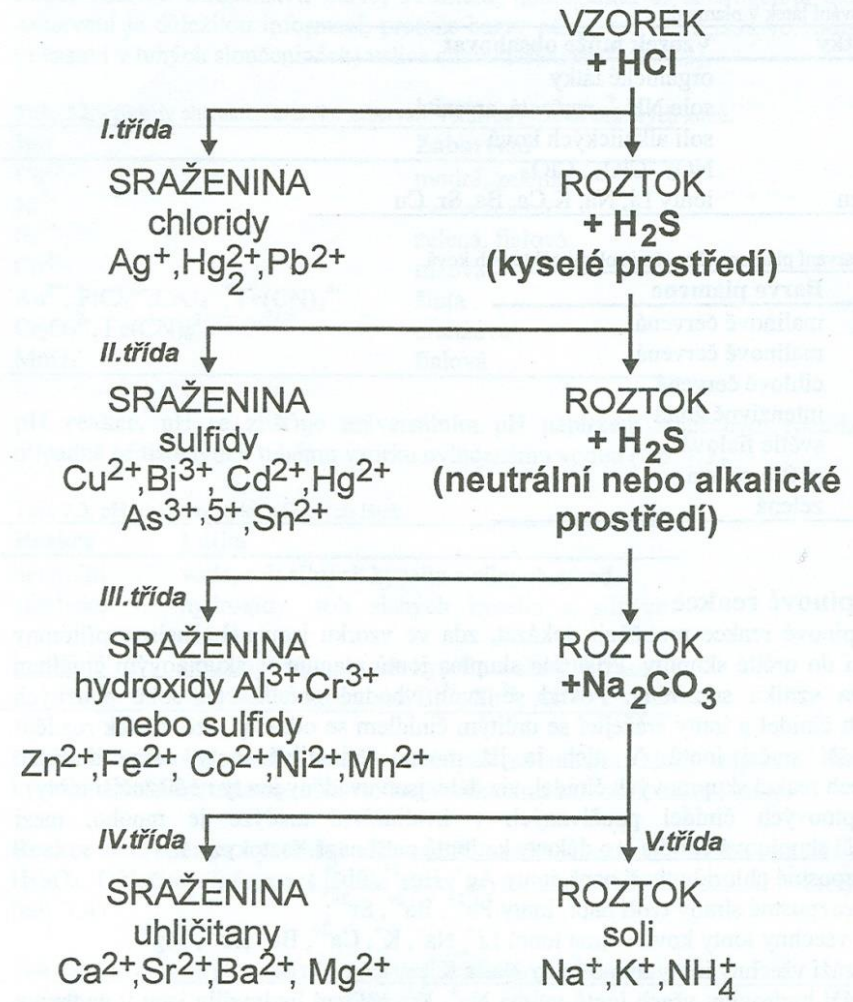 VZOREK
+ HCl
I.třída
SRAŽENINA
chloridy
Ag⁺,Hg₂²⁺,Pb²⁺
ROZTOK
+ H₂S
(kyselé prostředí)
II.třída
SRAŽENINA
sulfidy
Cu²⁺,Bi³⁺, Cd²⁺,Hg²⁺
As³⁺,⁵⁺,Sn²⁺
ROZTOK
+ H₂S
(neutrální nebo alkalické
prostředí)
III.třída
SRAŽENINA
hydroxidy Al³⁺,Cr³⁺
nebo sulfidy
Zn²⁺,Fe²⁺, Co²⁺,Ni²⁺,Mn²⁺
ROZTOK
+Na₂CO₃
IV.třída
SRAŽENINA
uhličitany
Ca²⁺,Sr²⁺,Ba²⁺, Mg²⁺
V.třída
ROZTOK
soli
Na⁺,K⁺,NH₄⁺